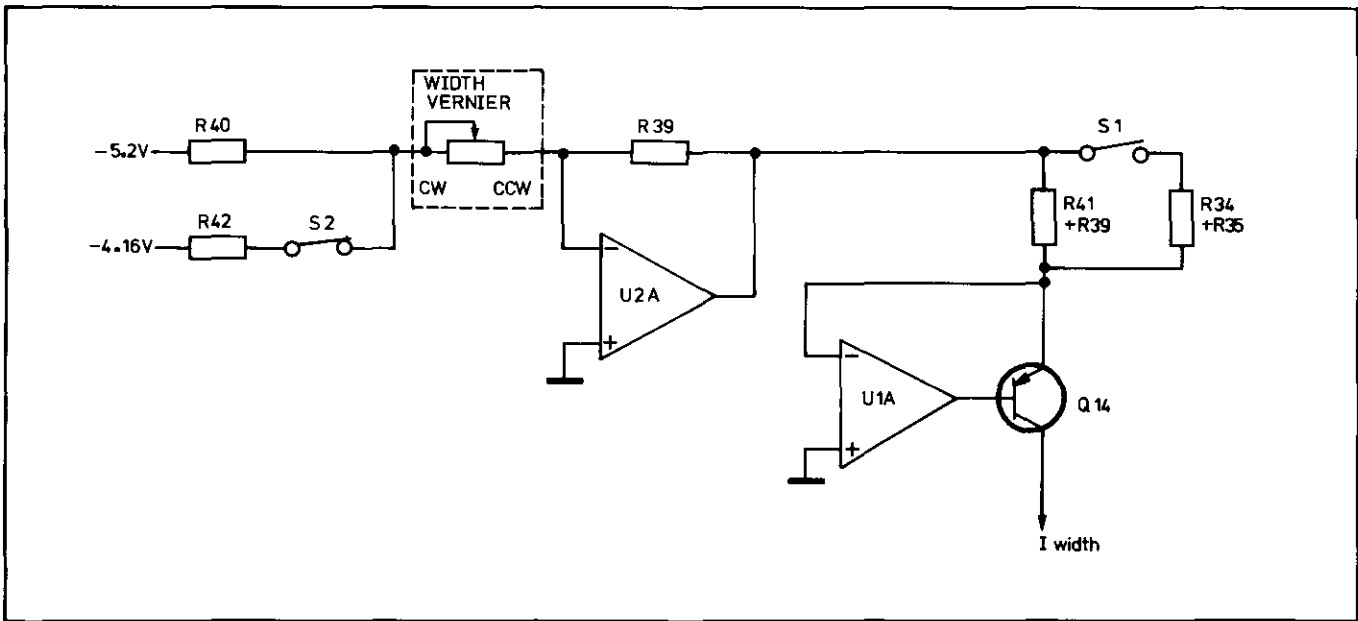 WIDTH
VERNIER
-5.2V
R40
R39
S1
CW
CCW
R41
+R39
R34
+R35
-4.16V
R42
S2
-
U2A
+
-
U1A
+
Q14
I width